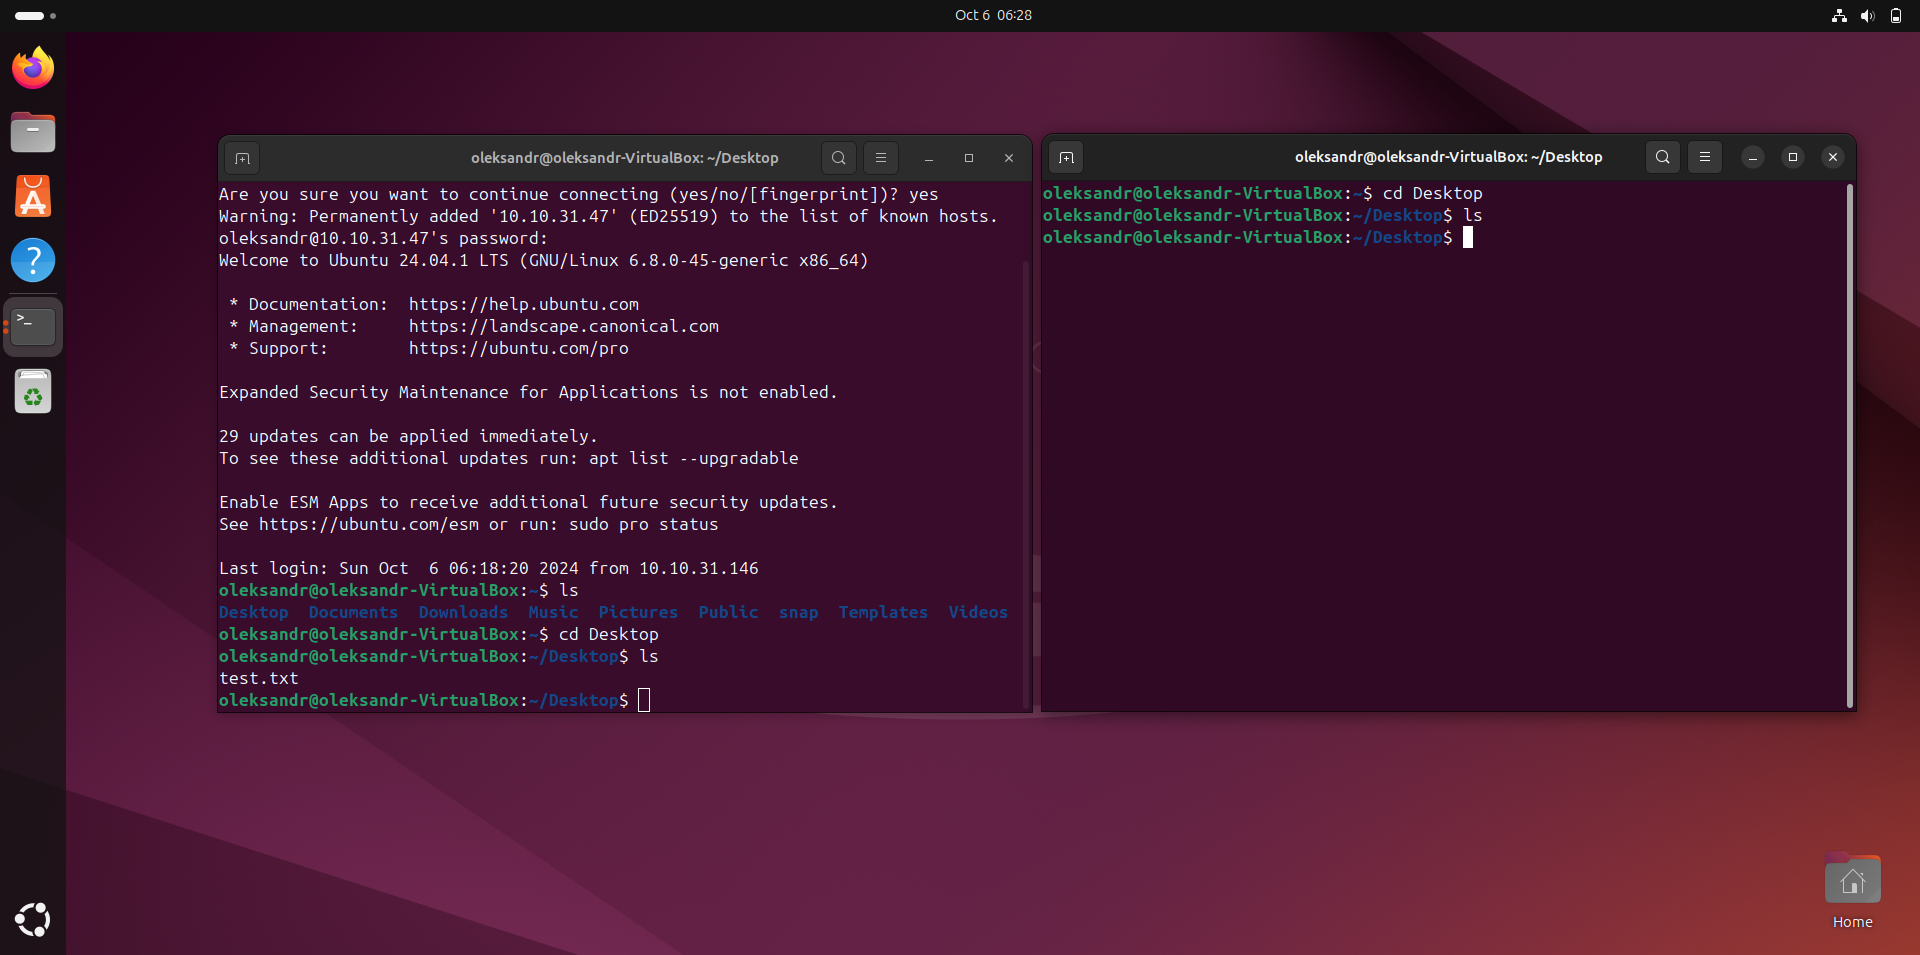 Oct 6 06:28
oleksandr@oleksandr-VirtualBox: ~/Desktop
Are you sure you want to continue connecting (yes/no/[fingerprint])? yes
Warning: Permanently added '10.10.31.47' (ED25519) to the list of known hosts.
oleksandr@10.10.31.47's password:
Welcome to Ubuntu 24.04.1 LTS (GNU/Linux 6.8.0-45-generic x86_64)
* Documentation: https://help.ubuntu.com
* Management: https://landscape.canonical.com
* Support: https://ubuntu.com/pro
Expanded Security Maintenance for Applications is not enabled.
29 updates can be applied immediately.
To see these additional updates run: apt list --upgradable
Enable ESM Apps to receive additional future security updates.
See https://ubuntu.com/esm or run: sudo pro status
Last login: Sun Oct  6 06:18:20 2024 from 10.10.31.146
oleksandr@oleksandr-VirtualBox:~$ ls
Desktop Documents Downloads Music Pictures Public snap Templates Videos
oleksandr@oleksandr-VirtualBox:~$ cd Desktop
oleksandr@oleksandr-VirtualBox:~/Desktop$ ls
test.txt
oleksandr@oleksandr-VirtualBox:~/Desktop$
oleksandr@oleksandr-VirtualBox: ~/Desktop
oleksandr@oleksandr-VirtualBox:~$ cd Desktop
oleksandr@oleksandr-VirtualBox:~/Desktop$ ls
oleksandr@oleksandr-VirtualBox:~/Desktop$
Home